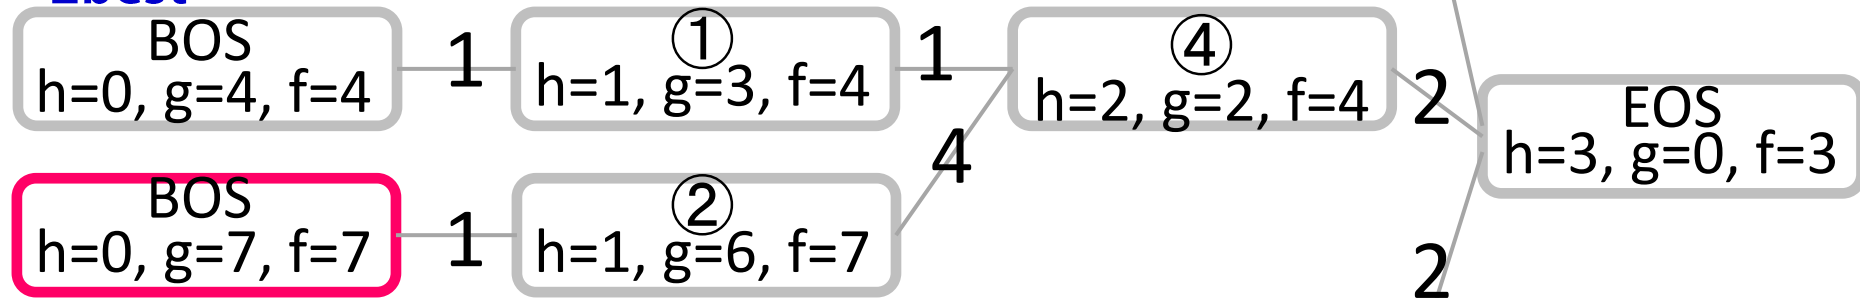 BOS
h=0, g=4, f=4
1
①
h=1, g=3, f=4
1
④
h=2, g=2, f=4
2
EOS
h=3, g=0, f=3
BOS
h=0, g=7, f=7
1
②
h=1, g=6, f=7
4
2